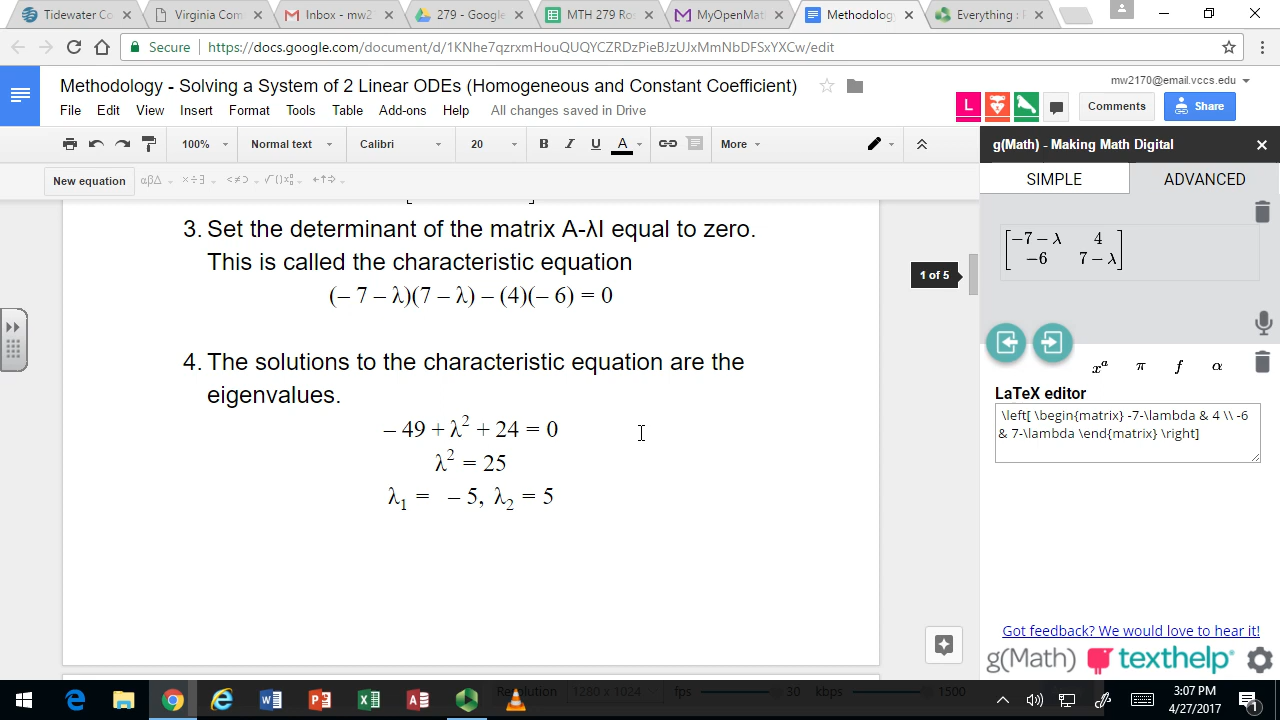 Tidewater
Virginia Com
Inbox - mw2
279 - Google
MTH 279 Ros
MyOpenMath
Methodolog
Everything : F
Secure
https://docs.google.com/document/d/1KNhe7qzrxmHouQUQYCZRDzPieBJzUJxMmNbDFSxYXCw/edit
Methodology - Solving a System of 2 Linear ODEs (Homogeneous and Constant Coefficient)
mw2170@email.vccs.edu
File Edit View Insert Format Tools Table Add-ons Help All changes saved in Drive
L
Comments
Share
100% Normal text Calibri 20 B I U A More
New equation αβΔ ×÷∃ <≠> √()
3. Set the determinant of the matrix A-λI equal to zero.
This is called the characteristic equation
(– 7 – λ)(7 – λ) – (4)(– 6) = 0
4. The solutions to the characteristic equation are the
eigenvalues.
– 49 + λ² + 24 = 0
λ² = 25
λ₁ = – 5, λ₂ = 5
1 of 5
g(Math) - Making Math Digital
SIMPLE ADVANCED
−7 − λ 4
−6 7 − λ
xᵃ π f α
LaTeX editor
\left[ \begin{matrix} -7-\lambda & 4 \\ -6
& 7-\lambda \end{matrix} \right]
Got feedback? We would love to hear it!
g(Math) texthelp
Resolution 1280 x 1024 fps 30 kbps 1500
3:07 PM
4/27/2017
1